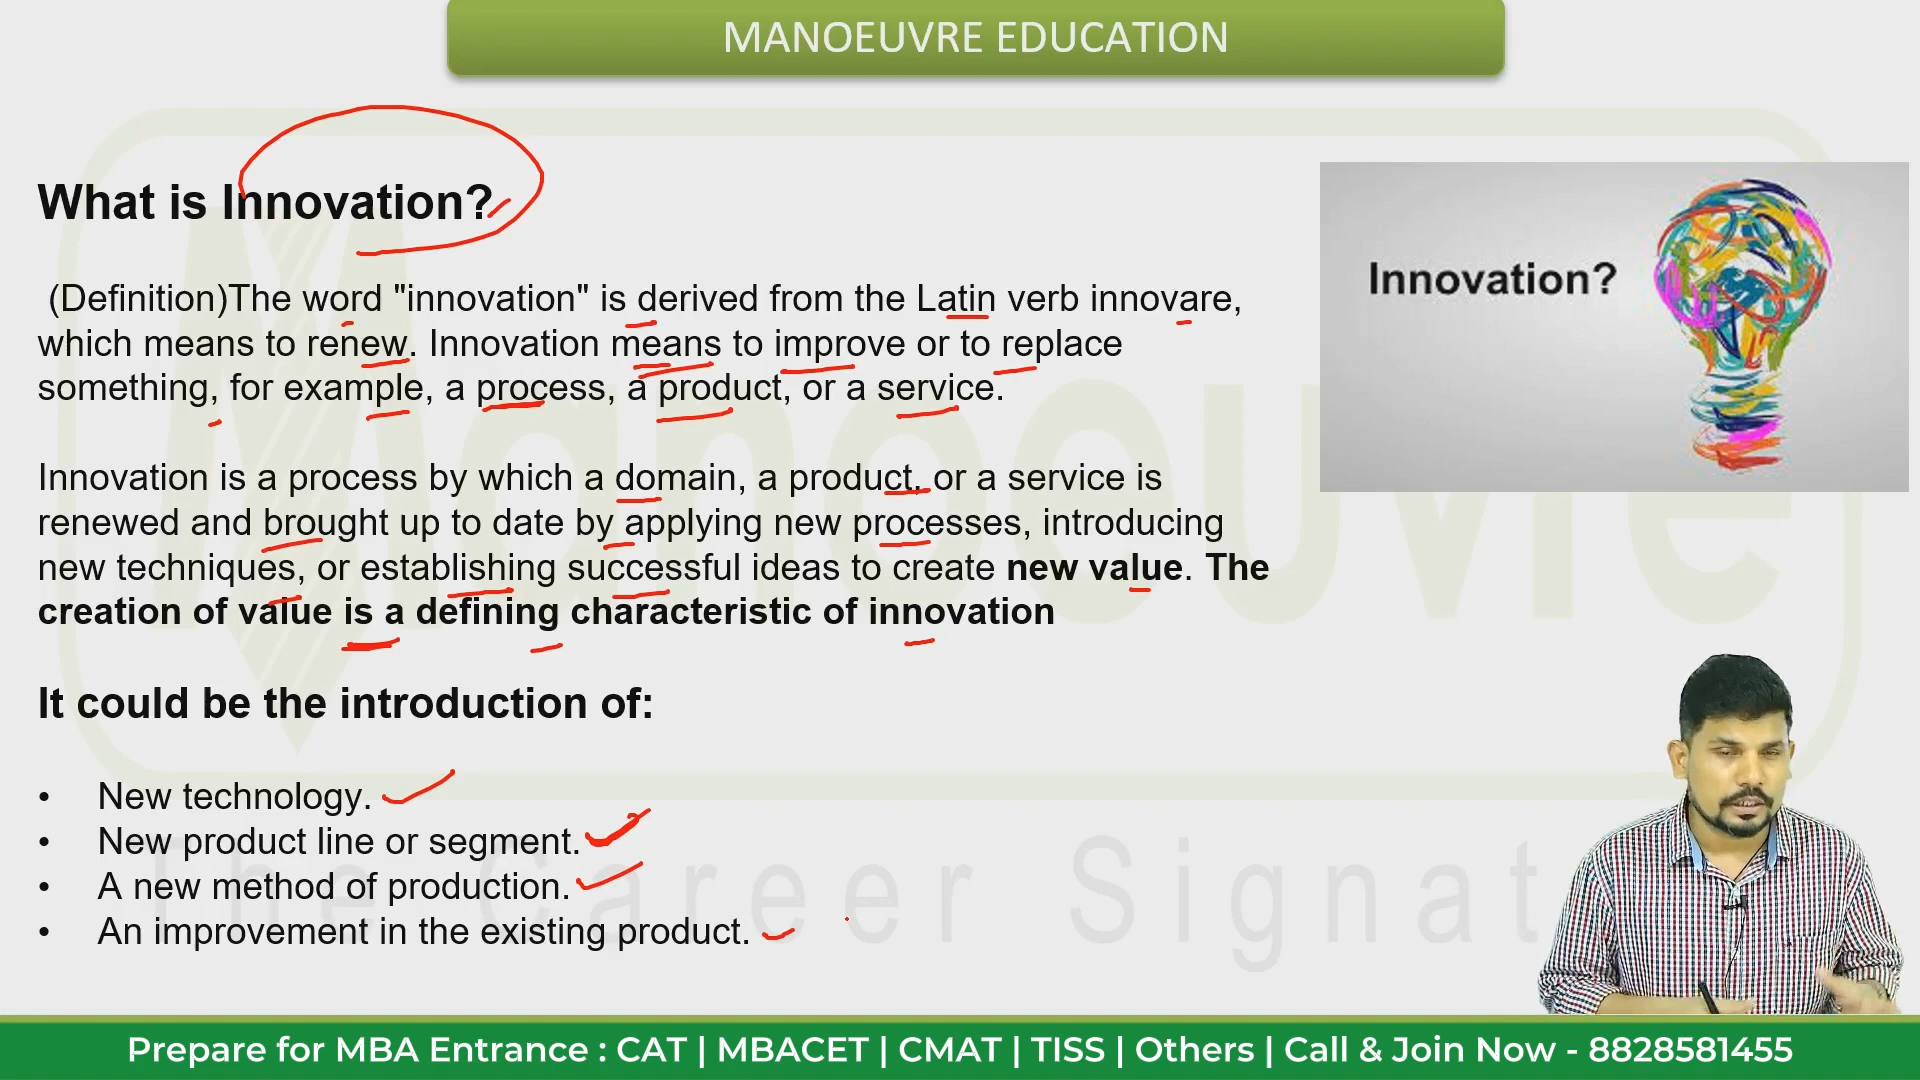 MANOEUVRE EDUCATION
What is Innovation?
(Definition)The word "innovation" is derived from the Latin verb innovare,
which means to renew. Innovation means to improve or to replace
something, for example, a process, a product, or a service.
Innovation is a process by which a domain, a product, or a service is
renewed and brought up to date by applying new processes, introducing
new techniques, or establishing successful ideas to create new value. The
creation of value is a defining characteristic of innovation
It could be the introduction of:
• New technology.
• New product line or segment.
• A new method of production.
• An improvement in the existing product.
Innovation?
Manoeuvre
The Career Signat
Prepare for MBA Entrance : CAT | MBACET | CMAT | TISS | Others | Call & Join Now - 8828581455